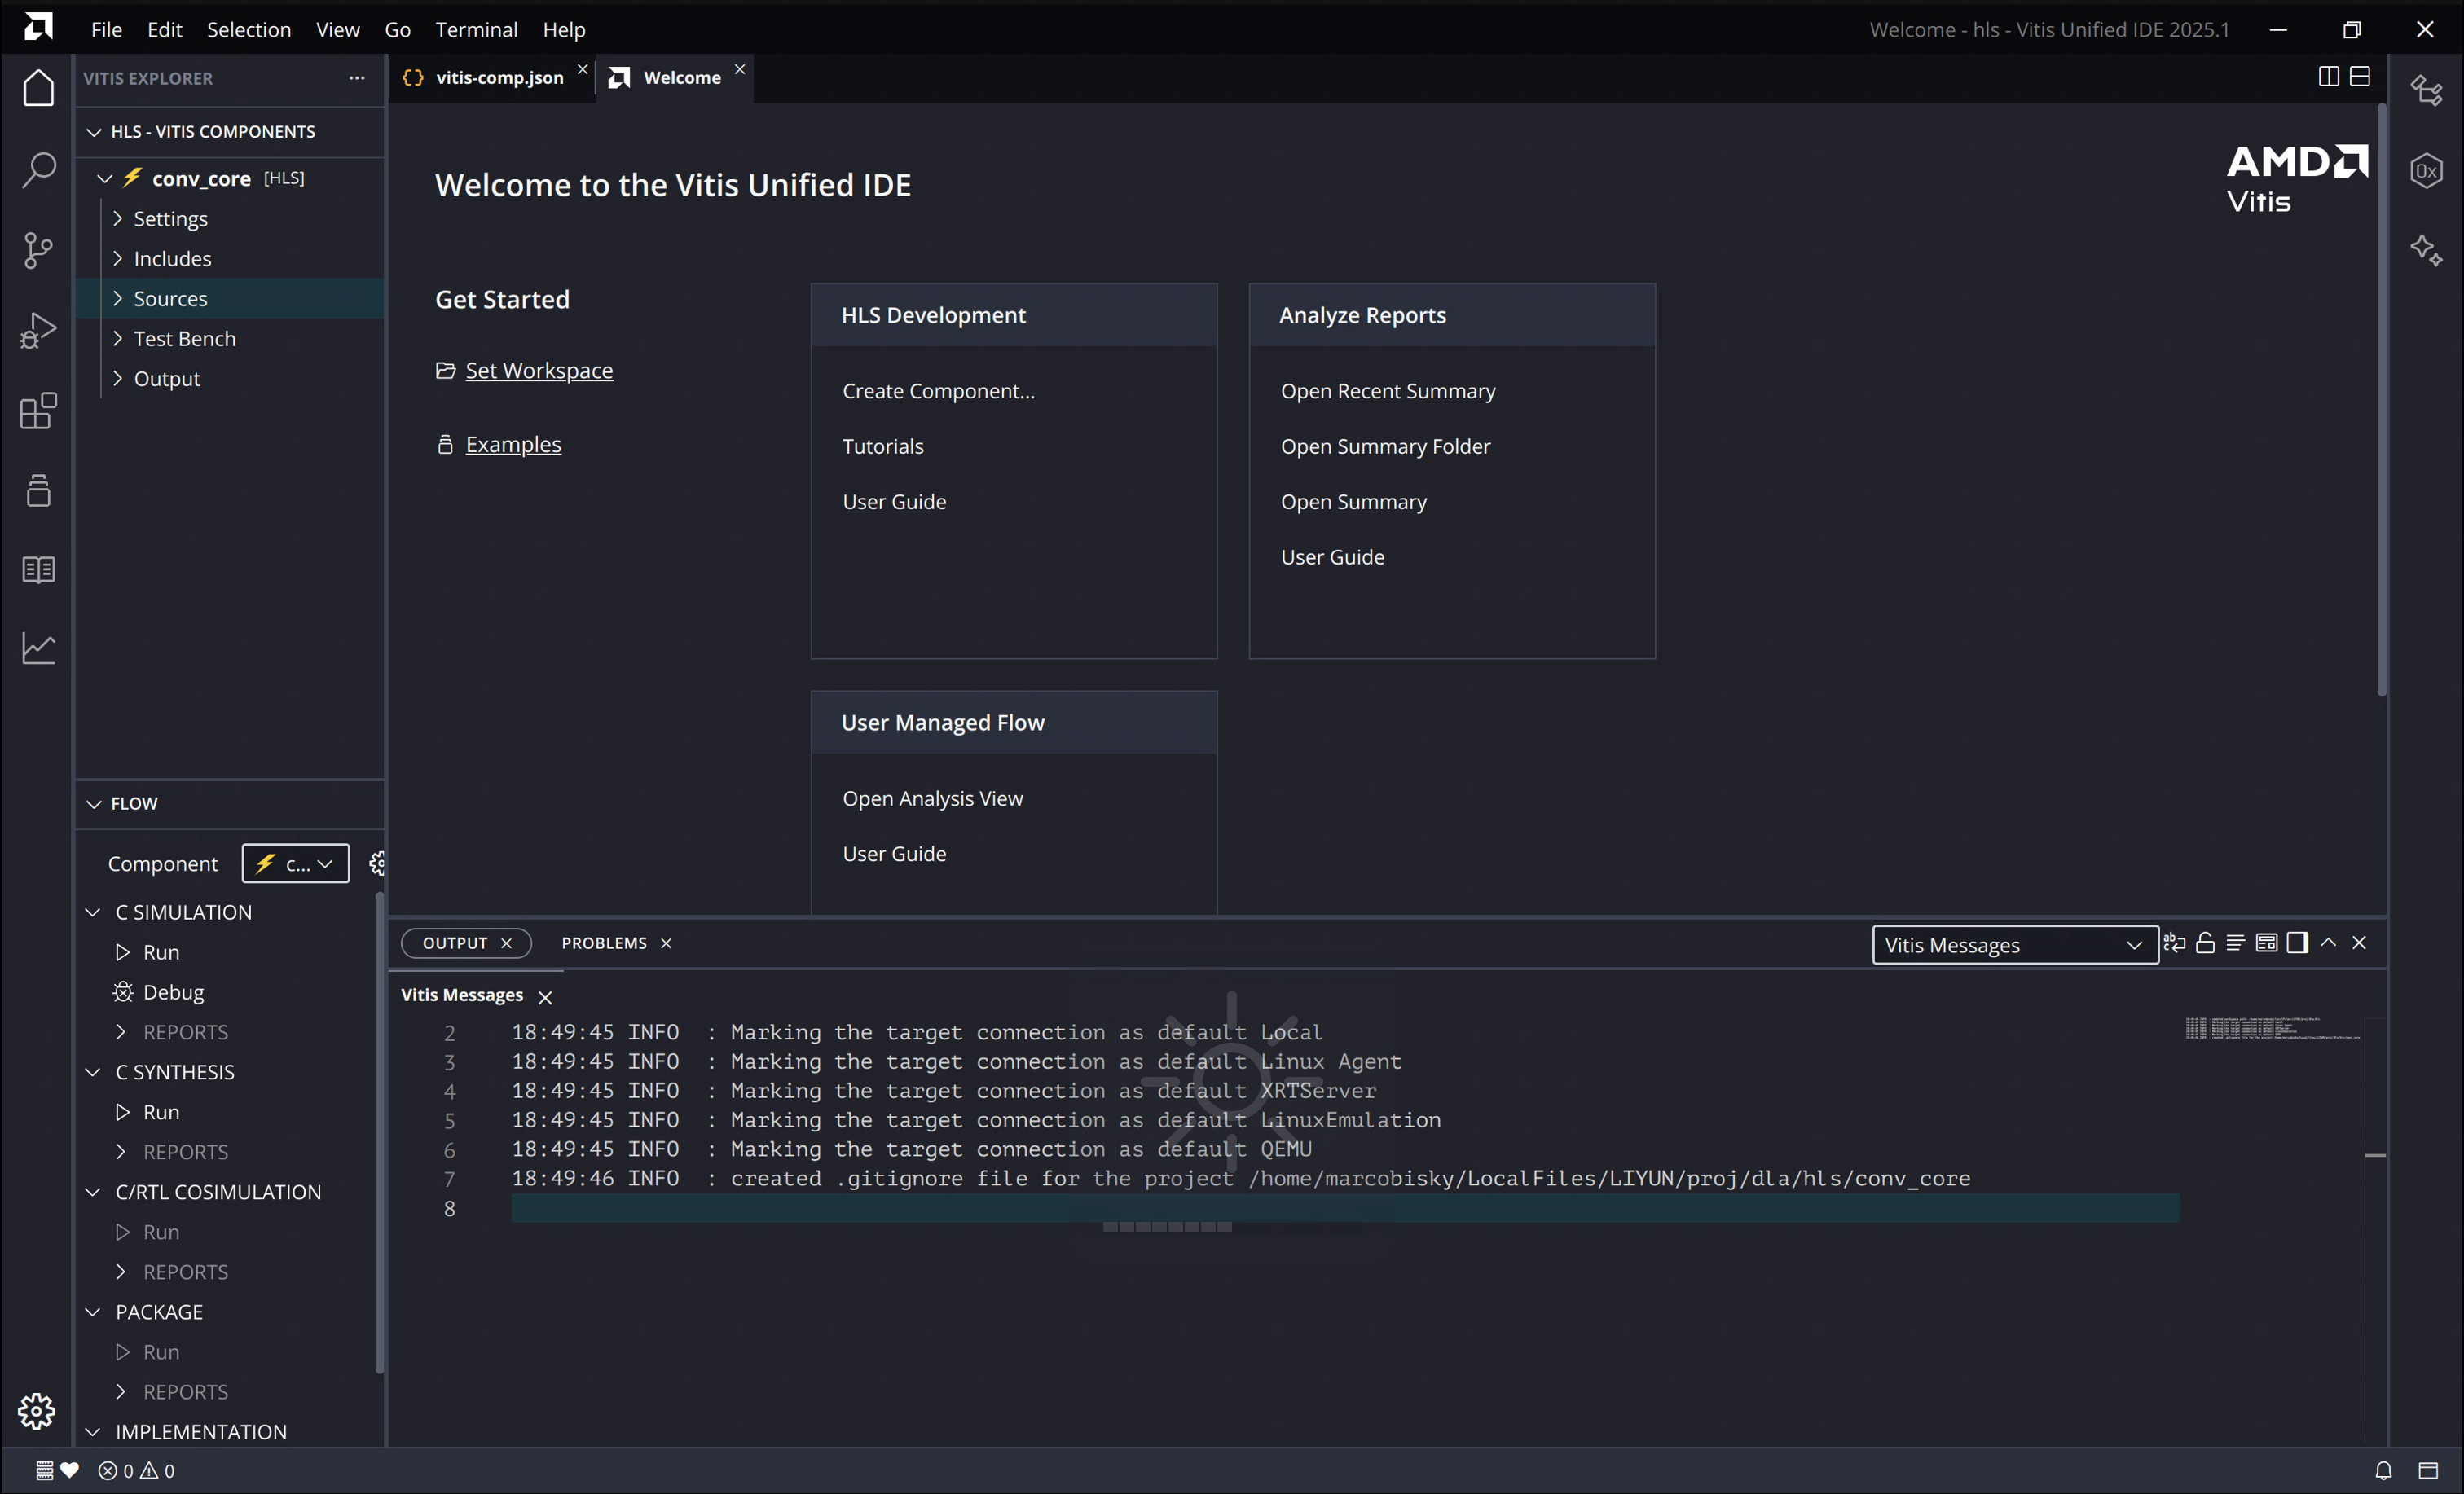 File Edit Selection View Go Terminal Help
Welcome - hls - Vitis Unified IDE 2025.1
VITIS EXPLORER
HLS - VITIS COMPONENTS
conv_core [HLS]
Settings
Includes
Sources
Test Bench
Output
FLOW
Component c...
C SIMULATION
Run
Debug
REPORTS
C SYNTHESIS
Run
REPORTS
C/RTL COSIMULATION
Run
REPORTS
PACKAGE
Run
REPORTS
IMPLEMENTATION
{} vitis-comp.json
Welcome
Welcome to the Vitis Unified IDE
AMD
Vitis
0x
Get Started
Set Workspace
Examples
HLS Development
Create Component...
Tutorials
User Guide
Analyze Reports
Open Recent Summary
Open Summary Folder
Open Summary
User Guide
User Managed Flow
Open Analysis View
User Guide
OUTPUT
PROBLEMS
Vitis Messages
Vitis Messages
2 18:49:45 INFO : Marking the target connection as default Local
3 18:49:45 INFO : Marking the target connection as default Linux Agent
4 18:49:45 INFO : Marking the target connection as default XRTServer
5 18:49:45 INFO : Marking the target connection as default LinuxEmulation
6 18:49:45 INFO : Marking the target connection as default QEMU
7 18:49:46 INFO : created .gitignore file for the project /home/marcobisky/LocalFiles/LIYUN/proj/dla/hls/conv_core
8
0 0